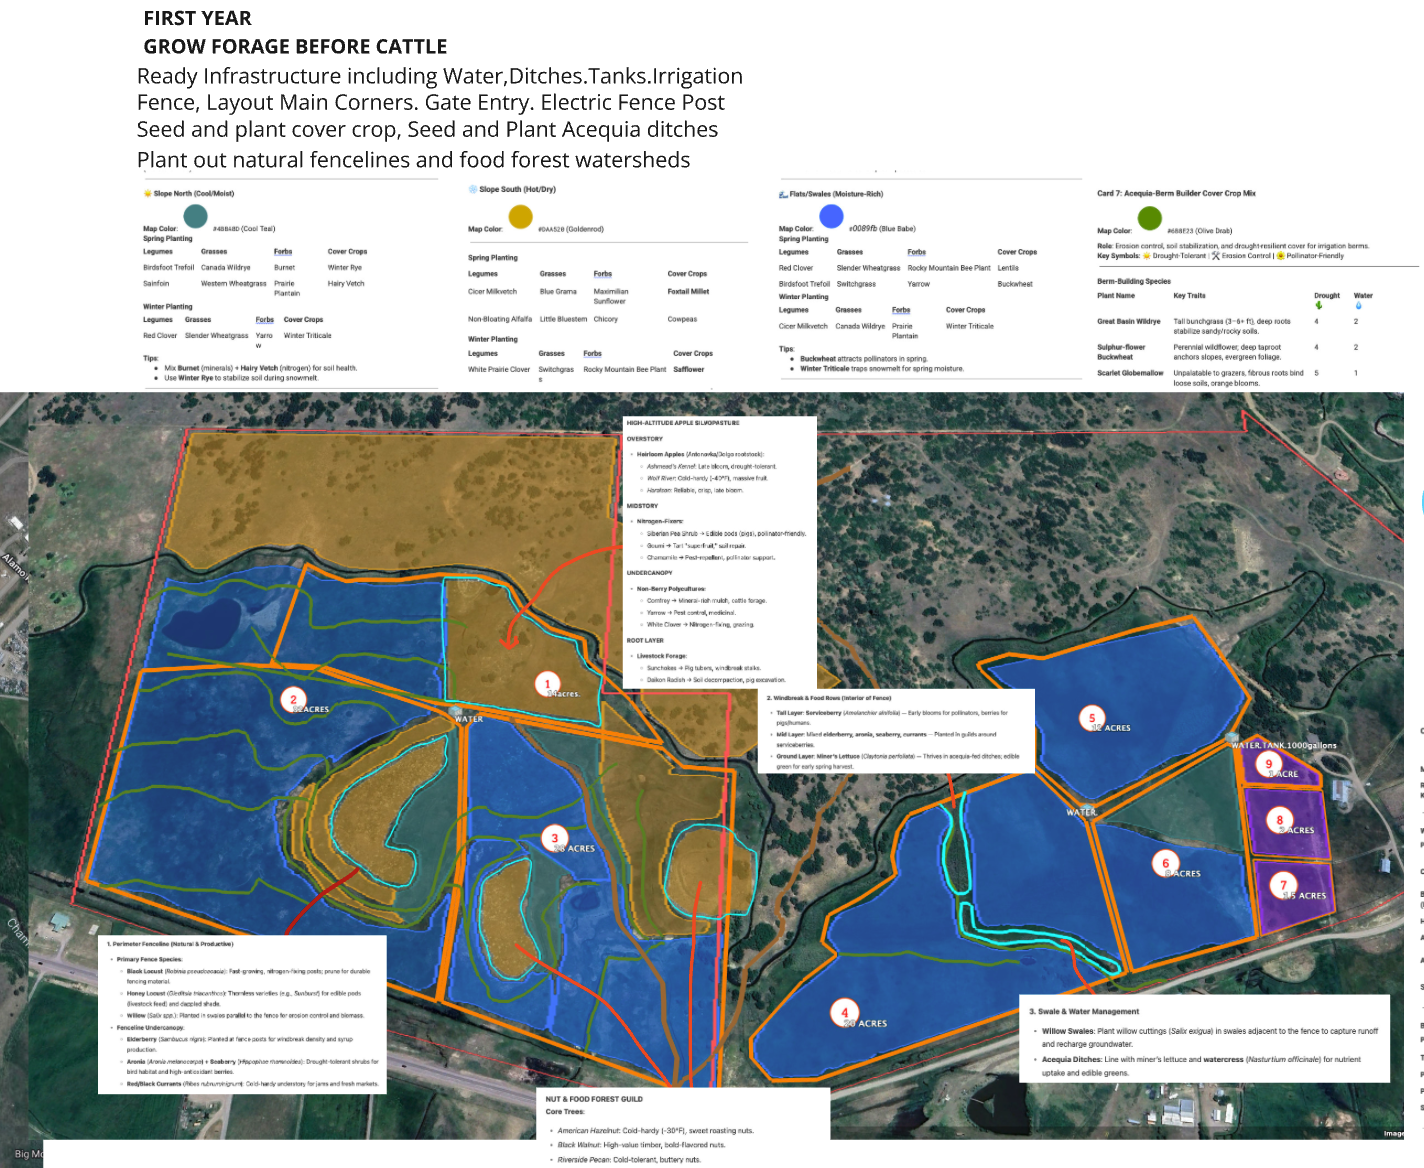 FIRST YEAR
GROW FORAGE BEFORE CATTLE
Ready Infrastructure including Water,Ditches.Tanks.Irrigation
Fence, Layout Main Corners. Gate Entry. Electric Fence Post
Seed and plant cover crop, Seed and Plant Acequia ditches
Plant out natural fencelines and food forest watersheds
Slope North (Cool/Moist)
Map Color: (Cool Teal)
Spring Planting
Legumes Grasses Forbs Cover Crops
Birdsfoot Trefoil Canada Wildrye Burnet Winter Rye
Sainfoin Western Wheatgrass Prairie Hairy Vetch
Plantain
Winter Planting
Legumes Grasses Forbs Cover Crops
Red Clover Slender Wheatgrass Yarro Winter Triticale
w
Tips:
Mix Burnet (minerals) + Hairy Vetch (nitrogen) for soil health.
Use Winter Rye to stabilize soil during snowmelt.
Slope South (Hot/Dry)
Map Color: #DAA520 (Goldenrod)
Spring Planting
Legumes Grasses Forbs Cover Crops
Cicer Milkvetch Blue Grama Maximilian Foxtail Millet
Sunflower
Non-Bloating Alfalfa Little Bluestem Chicory Cowpeas
Winter Planting
Legumes Grasses Forbs Cover Crops
White Prairie Clover Switchgras Rocky Mountain Bee Plant Safflower
s
Flats/Swales (Moisture-Rich)
Map Color: #0089fb (Blue Babe)
Spring Planting
Legumes Grasses Forbs Cover Crops
Red Clover Slender Wheatgrass Rocky Mountain Bee Plant Lentils
Birdsfoot Trefoil Switchgrass Yarrow Buckwheat
Winter Planting
Legumes Grasses Forbs Cover Crops
Cicer Milkvetch Canada Wildrye Prairie Winter Triticale
Plantain
Tips:
Buckwheat attracts pollinators in spring.
Winter Triticale traps snowmelt for spring moisture.
Card 7: Acequia-Berm Builder Cover Crop Mix
Map Color: #6B8E23 (Olive Drab)
Role: Erosion control, soil stabilization, and drought-resilient cover for irrigation berms.
Key Symbols: Drought-Tolerant | Erosion Control | Pollinator-Friendly
Berm-Building Species
Plant Name Key Traits Drought Water
Great Basin Wildrye Tall bunchgrass (3–6+ ft), deep roots 4 2
stabilize sandy/rocky soils.
Sulphur-flower Perennial wildflower, deep taproot 4 2
Buckwheat anchors slopes, evergreen foliage.
Scarlet Globemallow Unpalatable to grazers, fibrous roots bind 5 1
loose soils, orange blooms.
HIGH-ALTITUDE APPLE SILVOPASTURE
OVERSTORY
Heirloom Apples (Antonovka/Dolgo rootstock):
Ashmead's Kernel: Late bloom, drought-tolerant.
Wolf River: Cold-hardy (-40°F), massive fruit.
Haralson: Reliable, crisp, late bloom.
MIDSTORY
Nitrogen-Fixers:
Siberian Pea Shrub → Edible pods (pigs), pollinator-friendly.
Goumi → Tart "superfruit," soil repair.
Chamomile → Pest-repellent, pollinator support.
UNDERCANOPY
Non-Berry Polycultures:
Comfrey → Mineral-rich mulch, cattle forage.
Yarrow → Pest control, medicinal.
White Clover → Nitrogen-fixing, grazing.
ROOT LAYER
Livestock Forage:
Sunchokes → Pig tubers, windbreak stalks.
Daikon Radish → Soil decompaction, pig excavation.
2. Windbreak & Food Rows (Interior of Fence)
Tall Layer: Serviceberry (Amelanchier alnifolia) — Early blooms for pollinators, berries for
pigs/humans.
Mid Layer: Mixed elderberry, aronia, seaberry, currants — Planted in guilds around
serviceberries.
Ground Layer: Miner's Lettuce (Claytonia perfoliata) — Thrives in acequia-fed ditches; edible
green for early spring harvest.
1
acres.
2
ACRES
WATER
3
ACRES
4
ACRES
5
ACRES
WATER.TANK.1000gallons
WATER.
6
ACRES
9
1 ACRE
8
2 ACRES
7
ACRES
Alamo
Cham
1. Perimeter Fenceline (Natural & Productive)
Primary Fence Species:
Black Locust (Robinia pseudoacacia): Fast-growing, nitrogen-fixing posts; prune for durable
fencing material.
Honey Locust (Gleditsia triacanthos): Thornless varieties (e.g., Sunburst) for edible pods
(livestock feed) and dappled shade.
Willow (Salix spp.): Planted in swales parallel to the fence for erosion control and biomass.
Fenceline Undercanopy:
Elderberry (Sambucus nigra): Planted at fence posts for windbreak density and syrup
production.
Aronia (Aronia melanocarpa) + Seaberry (Hippophae rhamnoides): Drought-tolerant shrubs for
bird habitat and high-antioxidant berries.
Red/Black Currants (Ribes rubrum/nigrum): Cold-hardy understory for jams and fresh markets.
3. Swale & Water Management
Willow Swales: Plant willow cuttings (Salix exigua) in swales adjacent to the fence to capture runoff
and recharge groundwater.
Acequia Ditches: Line with miner's lettuce and watercress (Nasturtium officinale) for nutrient
uptake and edible greens.
NUT & FOOD FOREST GUILD
Core Trees:
American Hazelnut: Cold-hardy (-30°F), sweet roasting nuts.
Black Walnut: High-value timber, bold-flavored nuts.
Riverside Pecan: Cold-tolerant, buttery nuts.
Image
Big Mo